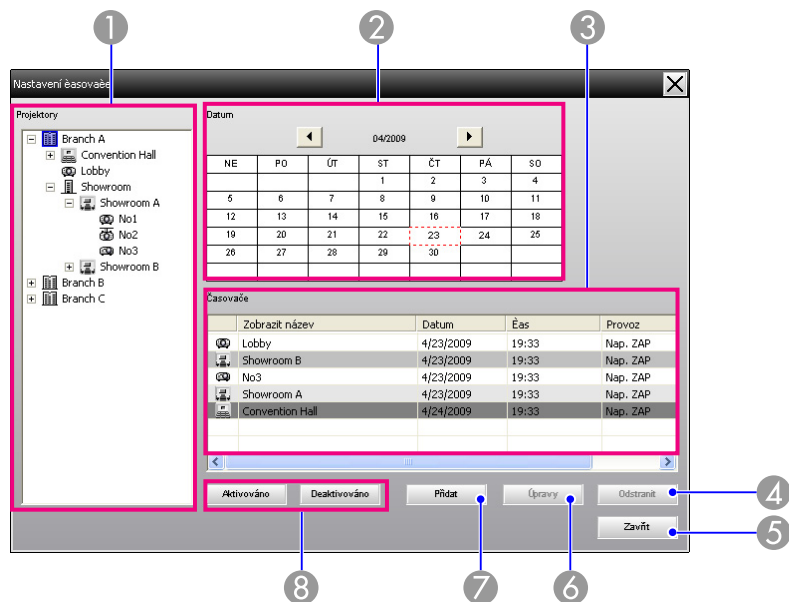 1 2 3
Nastavení èasovaèe
Projektory
Branch A
Convention Hall
Lobby
Showroom
Showroom A
No1
No2
No3
Showroom B
Branch B
Branch C
Datum
04/2009
NE PO ÚT ST ČT PÁ SO
1 2 3 4
5 6 7 8 9 10 11
12 13 14 15 16 17 18
19 20 21 22 23 24 25
26 27 28 29 30
Časovače
Zobrazit název Datum Èas Provoz
Lobby 4/23/2009 19:33 Nap. ZAP
Showroom B 4/23/2009 19:33 Nap. ZAP
No3 4/23/2009 19:33 Nap. ZAP
Showroom A 4/23/2009 19:33 Nap. ZAP
Convention Hall 4/24/2009 19:33 Nap. ZAP
Aktivováno Deaktivováno Přidat Úpravy Odstranit
Zavřít
4
5
8 7 6